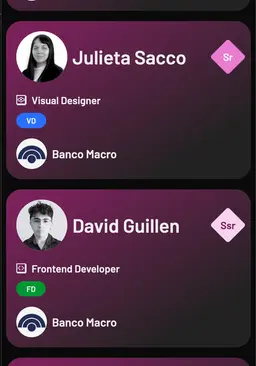 Julieta Sacco
Sr
Visual Designer
VD
Banco Macro
David Guillen
Ssr
Frontend Developer
FD
Banco Macro